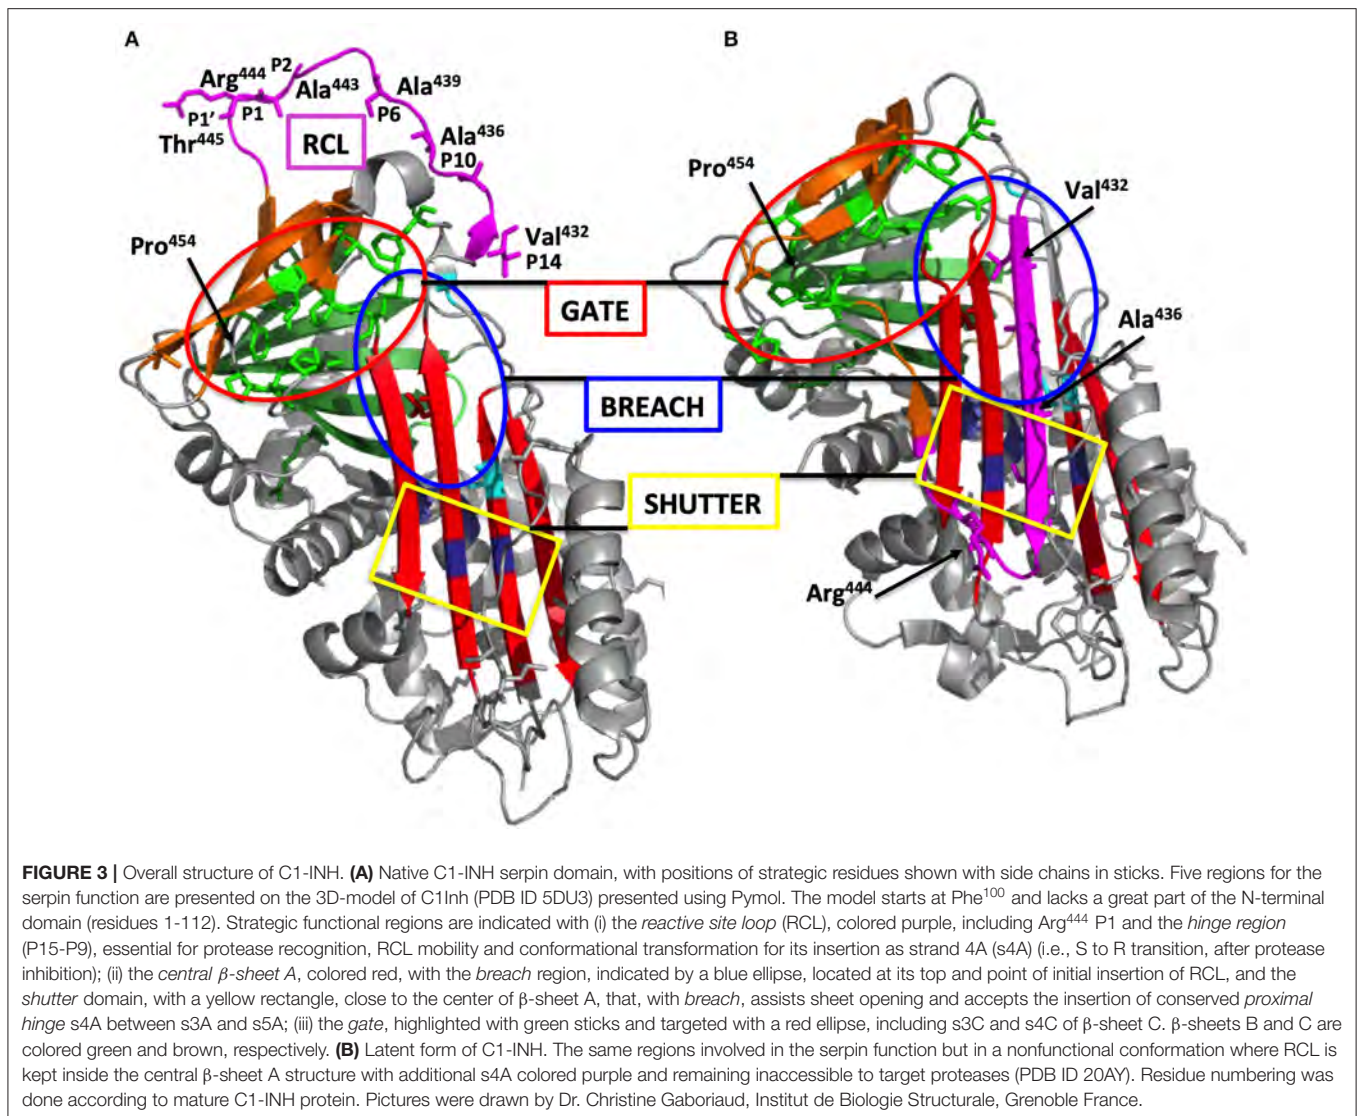 A
B
Arg444
P2
Ala443
Ala439
P1'
P1
P6
Thr445
RCL
Ala436
P10
Pro454
Val432
P14
Pro454
Val432
GATE
Ala436
BREACH
SHUTTER
Arg444
FIGURE 3 | Overall structure of C1-INH. (A) Native C1-INH serpin domain, with positions of strategic residues shown with side chains in sticks. Five regions for the
serpin function are presented on the 3D-model of C1Inh (PDB ID 5DU3) presented using Pymol. The model starts at Phe100 and lacks a great part of the N-terminal
domain (residues 1-112). Strategic functional regions are indicated with (i) the reactive site loop (RCL), colored purple, including Arg444 P1 and the hinge region
(P15-P9), essential for protease recognition, RCL mobility and conformational transformation for its insertion as strand 4A (s4A) (i.e., S to R transition, after protease
inhibition); (ii) the central β-sheet A, colored red, with the breach region, indicated by a blue ellipse, located at its top and point of initial insertion of RCL, and the
shutter domain, with a yellow rectangle, close to the center of β-sheet A, that, with breach, assists sheet opening and accepts the insertion of conserved proximal
hinge s4A between s3A and s5A; (iii) the gate, highlighted with green sticks and targeted with a red ellipse, including s3C and s4C of β-sheet C. β-sheets B and C are
colored green and brown, respectively. (B) Latent form of C1-INH. The same regions involved in the serpin function but in a nonfunctional conformation where RCL is
kept inside the central β-sheet A structure with additional s4A colored purple and remaining inaccessible to target proteases (PDB ID 20AY). Residue numbering was
done according to mature C1-INH protein. Pictures were drawn by Dr. Christine Gaboriaud, Institut de Biologie Structurale, Grenoble France.